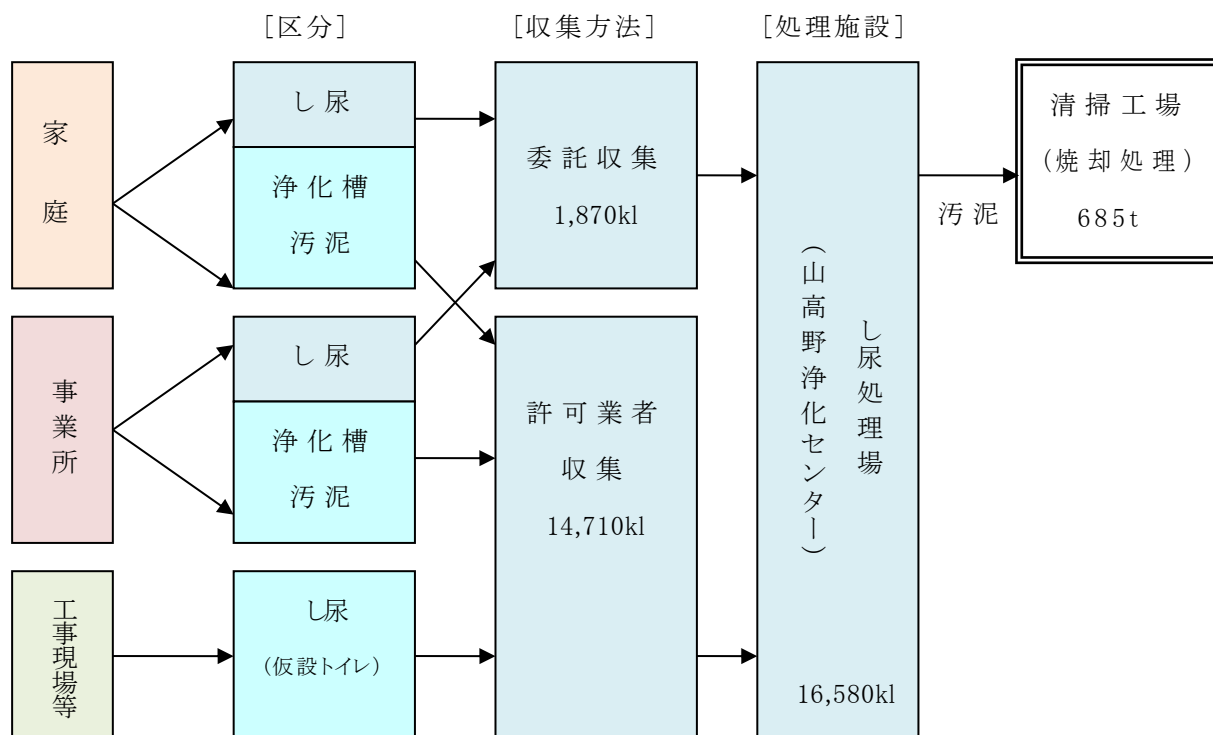 [区分]
[収集方法]
[処理施設]
家庭
し尿
浄化槽
汚泥
委託収集
1,870kl
事業所
し尿
浄化槽
汚泥
許可業者
収集
14,710kl
工事現場等
し尿
(仮設トイレ)
し尿処理場
(山高野浄化センター)
16,580kl
汚泥
清掃工場
(焼却処理)
685t